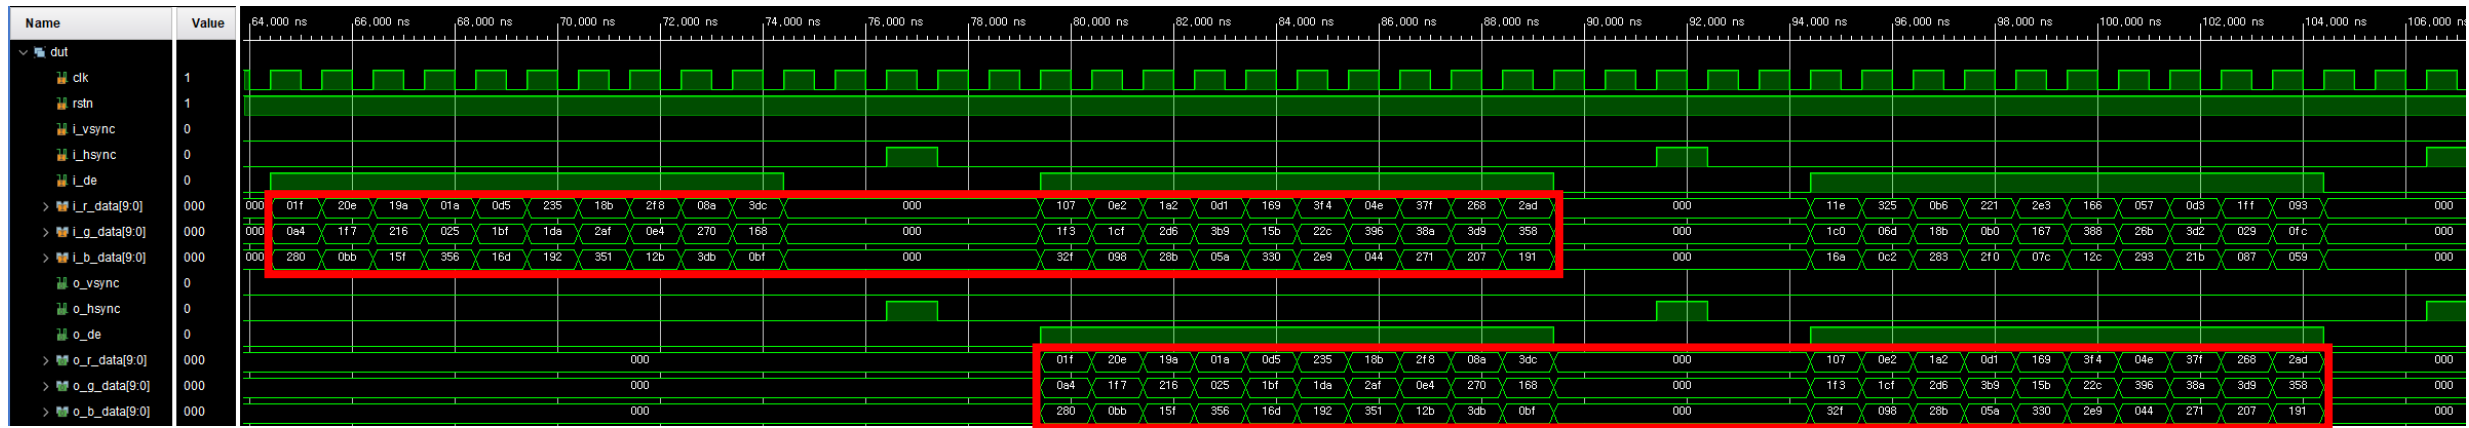 Name Value 64,000 ns 66,000 ns 68,000 ns 70,000 ns 72,000 ns 74,000 ns 76,000 ns 78,000 ns 80,000 ns 82,000 ns 84,000 ns 86,000 ns 88,000 ns 90,000 ns 92,000 ns 94,000 ns 96,000 ns 98,000 ns 100,000 ns 102,000 ns 104,000 ns 106,000 ns
dut
clk 1
rstn 1
i_vsync 0
i_hsync 0
i_de 0
i_r_data[9:0] 000 000 01f 20e 19a 01a 0d5 235 18b 2f8 08a 3dc 000 107 0e2 1a2 0d1 169 3f4 04e 37f 268 2ad 000 11e 325 0b6 221 2e3 166 057 0d3 1ff 093 000
i_g_data[9:0] 000 000 0a4 1f7 216 025 1bf 1da 2af 0e4 270 168 000 1f3 1cf 2d6 3b9 15b 22c 396 38a 3d9 358 000 1c0 06d 18b 0b0 167 388 26b 3d2 029 0fc 000
i_b_data[9:0] 000 000 280 0bb 15f 356 16d 192 351 12b 3db 0bf 000 32f 098 28b 05a 330 2e9 044 271 207 191 000 16a 0c2 283 2f0 07c 12c 293 21b 087 059 000
o_vsync 0
o_hsync 0
o_de 0
o_r_data[9:0] 000 000 01f 20e 19a 01a 0d5 235 18b 2f8 08a 3dc 000 107 0e2 1a2 0d1 169 3f4 04e 37f 268 2ad 000
o_g_data[9:0] 000 000 0a4 1f7 216 025 1bf 1da 2af 0e4 270 168 000 1f3 1cf 2d6 3b9 15b 22c 396 38a 3d9 358 000
o_b_data[9:0] 000 000 280 0bb 15f 356 16d 192 351 12b 3db 0bf 000 32f 098 28b 05a 330 2e9 044 271 207 191 000